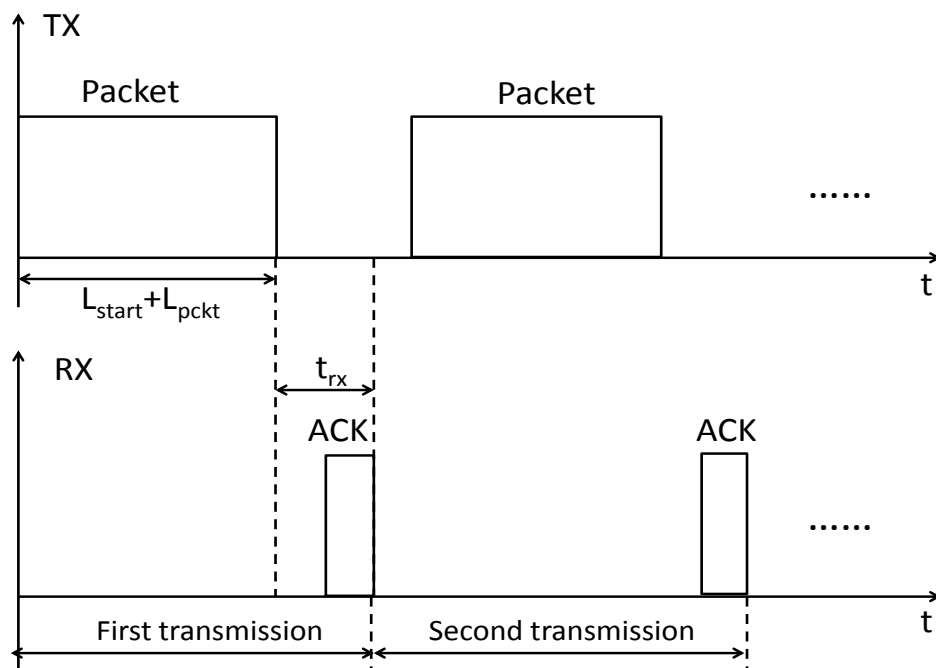 TX
Packet
Packet
......
t
Lstart+Lpckt
RX
trx
ACK
ACK
......
t
First transmission
Second transmission